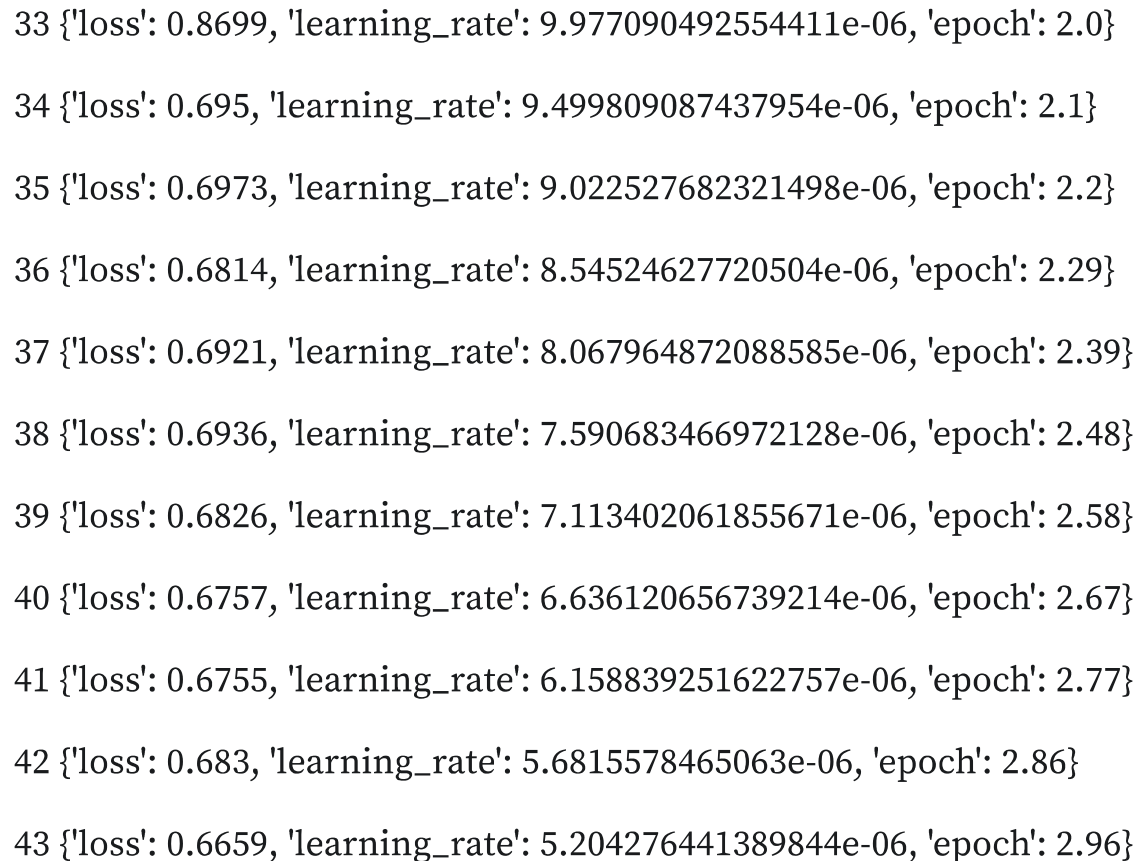 33 {'loss': 0.8699, 'learning_rate': 9.977090492554411e-06, 'epoch': 2.0}
34 {'loss': 0.695, 'learning_rate': 9.499809087437954e-06, 'epoch': 2.1}
35 {'loss': 0.6973, 'learning_rate': 9.022527682321498e-06, 'epoch': 2.2}
36 {'loss': 0.6814, 'learning_rate': 8.54524627720504e-06, 'epoch': 2.29}
37 {'loss': 0.6921, 'learning_rate': 8.067964872088585e-06, 'epoch': 2.39}
38 {'loss': 0.6936, 'learning_rate': 7.590683466972128e-06, 'epoch': 2.48}
39 {'loss': 0.6826, 'learning_rate': 7.113402061855671e-06, 'epoch': 2.58}
40 {'loss': 0.6757, 'learning_rate': 6.636120656739214e-06, 'epoch': 2.67}
41 {'loss': 0.6755, 'learning_rate': 6.158839251622757e-06, 'epoch': 2.77}
42 {'loss': 0.683, 'learning_rate': 5.6815578465063e-06, 'epoch': 2.86}
43 {'loss': 0.6659, 'learning_rate': 5.204276441389844e-06, 'epoch': 2.96}